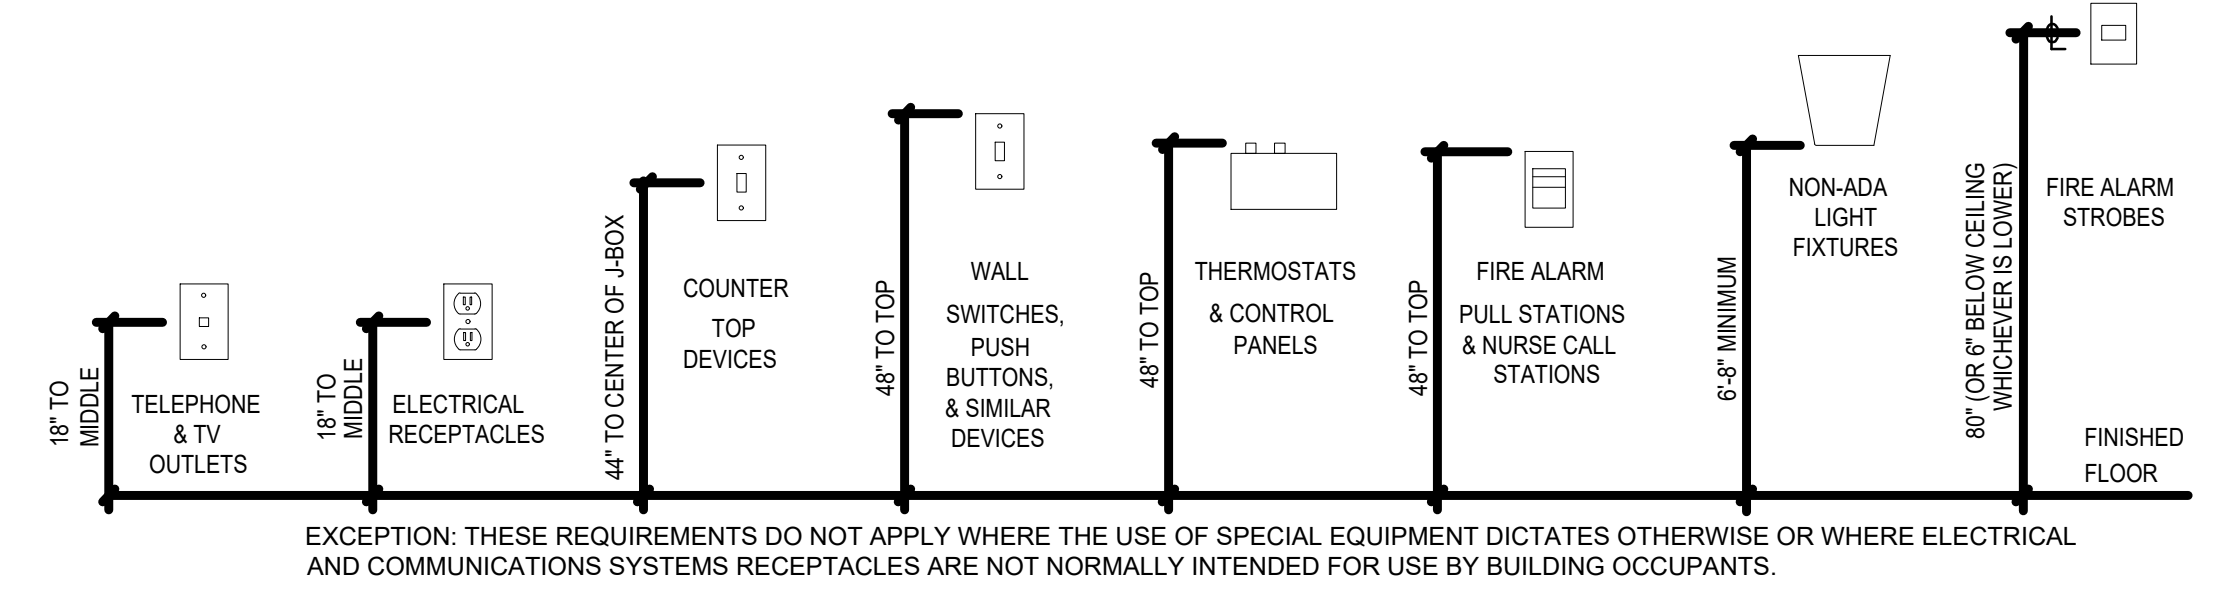 18" TO
MIDDLE
TELEPHONE
& TV
OUTLETS
18" TO
MIDDLE
ELECTRICAL
RECEPTACLES
44" TO CENTER OF J-BOX
COUNTER
TOP
DEVICES
48" TO TOP
WALL
SWITCHES,
PUSH
BUTTONS,
& SIMILAR
DEVICES
48" TO TOP
THERMOSTATS
& CONTROL
PANELS
48" TO TOP
FIRE ALARM
PULL STATIONS
& NURSE CALL
STATIONS
6'-8" MINIMUM
NON-ADA
LIGHT
FIXTURES
80" (OR 6" BELOW CEILING
WHICHEVER IS LOWER)
FIRE ALARM
STROBES
FINISHED
FLOOR
EXCEPTION: THESE REQUIREMENTS DO NOT APPLY WHERE THE USE OF SPECIAL EQUIPMENT DICTATES OTHERWISE OR WHERE ELECTRICAL
AND COMMUNICATIONS SYSTEMS RECEPTACLES ARE NOT NORMALLY INTENDED FOR USE BY BUILDING OCCUPANTS.